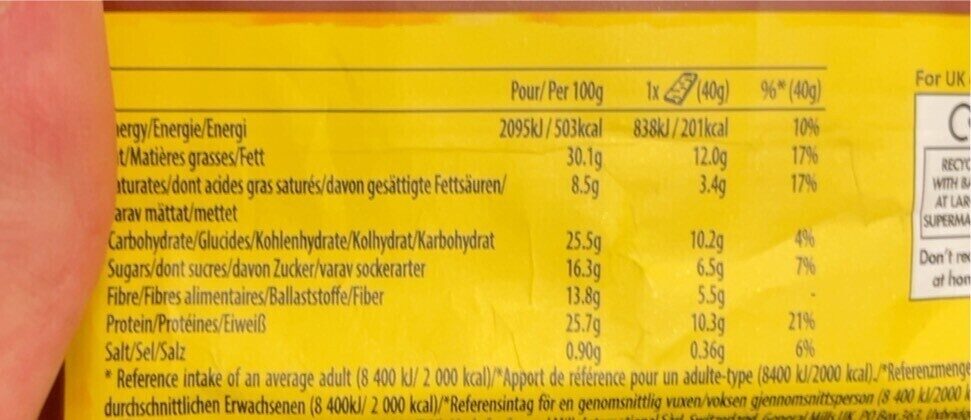 Pour/ Per 100g 1x (40g) %* (40g)
ergy/Energie/Energi 2095kJ / 503kcal 838kJ / 201kcal 10%
t/Matières grasses/Fett 30.1g 12.0g 17%
aturates/dont acides gras saturés/davon gesättigte Fettsäuren/ 8.5g 3.4g 17%
arav mättat/mettet
Carbohydrate/Glucides/Kohlenhydrate/Kolhydrat/Karbohydrat 25.5g 10.2g 4%
Sugars/dont sucres/davon Zucker/varav sockerarter 16.3g 6.5g 7%
Fibre/Fibres alimentaires/Ballaststoffe/Fiber 13.8g 5.5g -
Protein/Protéines/Eiweiß 25.7g 10.3g 21%
Salt/Sel/Salz 0.90g 0.36g 6%
* Reference intake of an average adult (8 400 kJ/ 2 000 kcal)/*Apport de référence pour un adulte-type (8400 kJ/2000 kcal)./*Referenzmenge
durchschnittlichen Erwachsenen (8 400kJ/ 2 000 kcal)/*Referensintag för en genomsnittlig vuxen/voksen gjennomsnittsperson (8 400 kJ/2000
For UK
RECYC
WITH BA
AT LAR
SUPERMA
Don't re
at hom